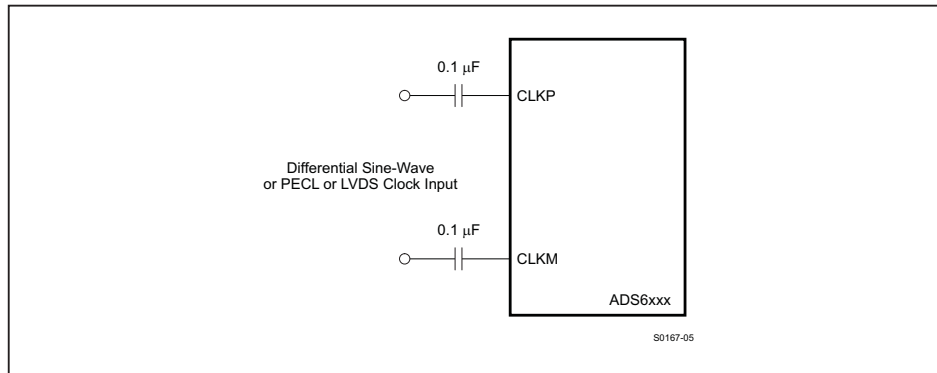 0.1 μF
CLKP
Differential Sine-Wave
or PECL or LVDS Clock Input
0.1 μF
CLKM
ADS6xxx
S0167-05